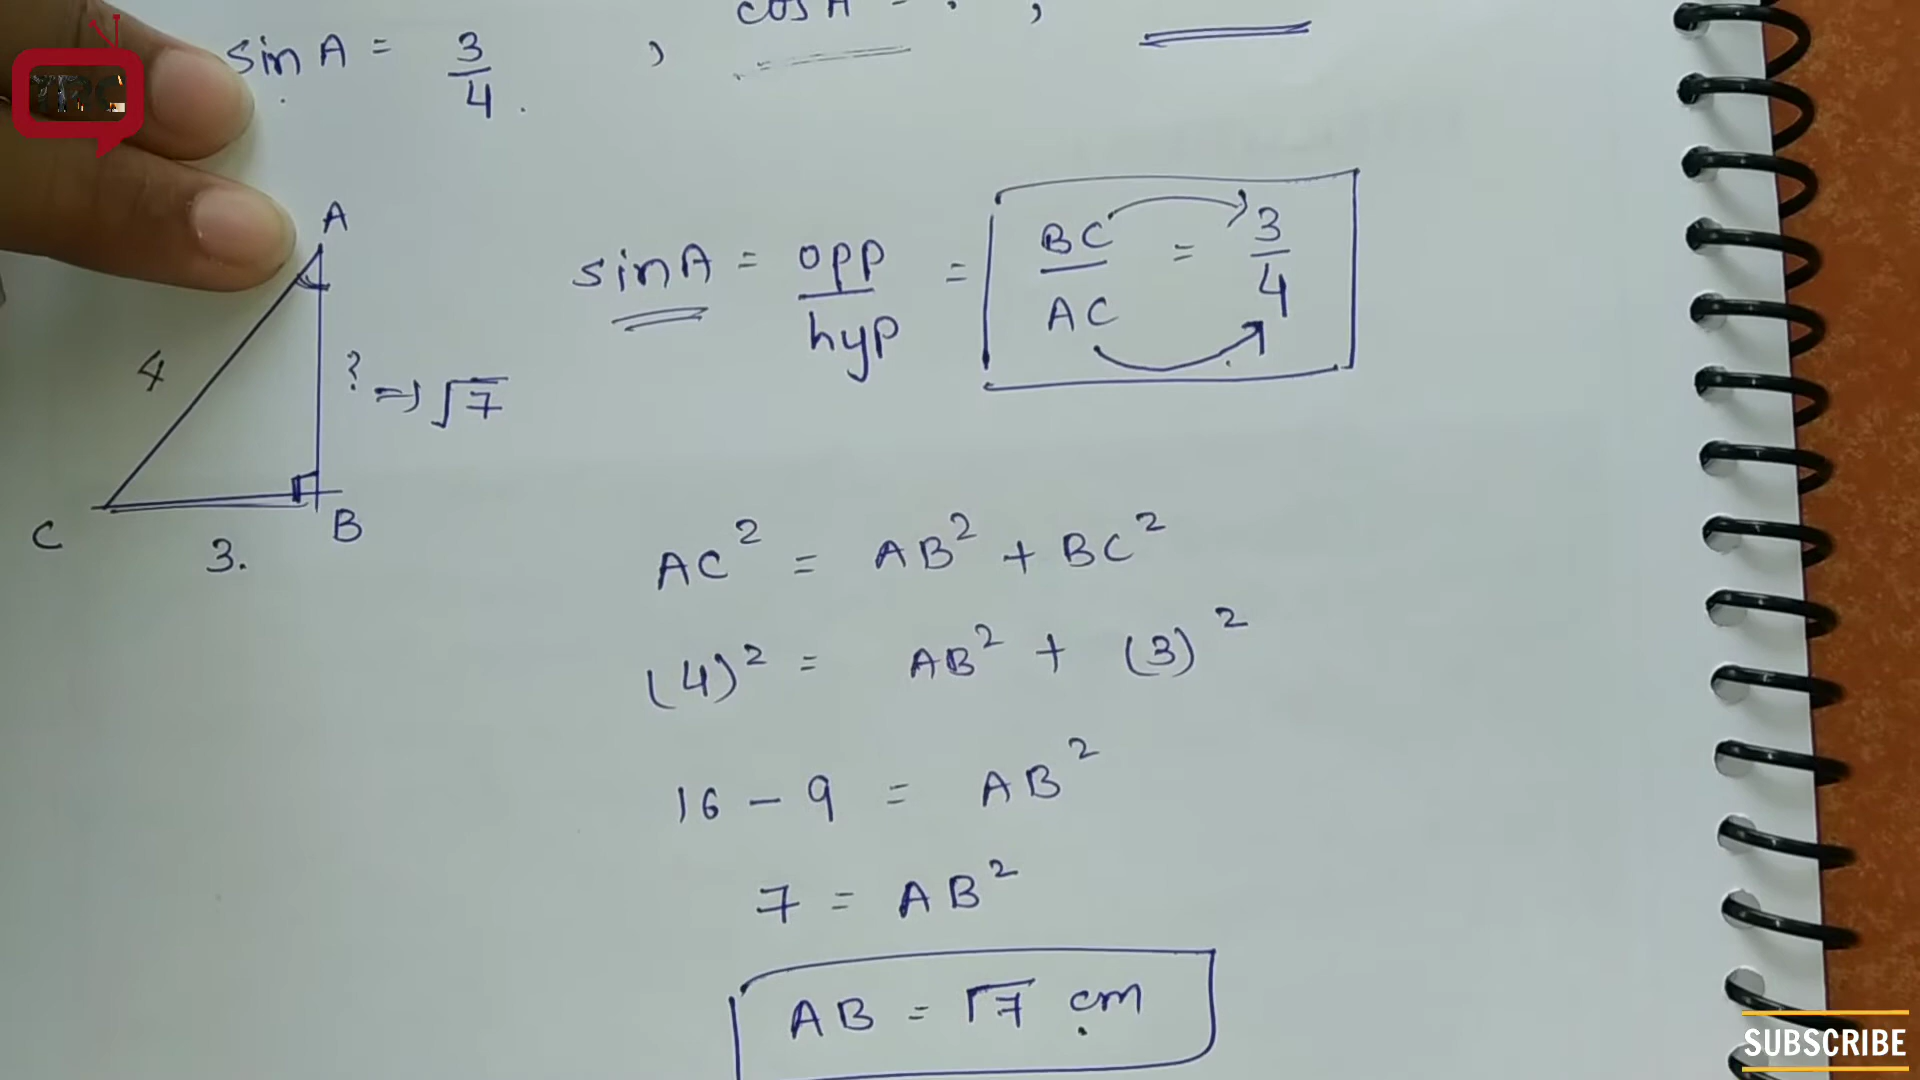 sin A = 3/4 , cos A = ? ,
A
sinA = opp/hyp = BC/AC = 3/4
4
? => √7
C
B
3.
AC² = AB² + BC²
(4)² = AB² + (3)²
16 - 9 = AB²
7 = AB²
AB = √7 cm
SUBSCRIBE